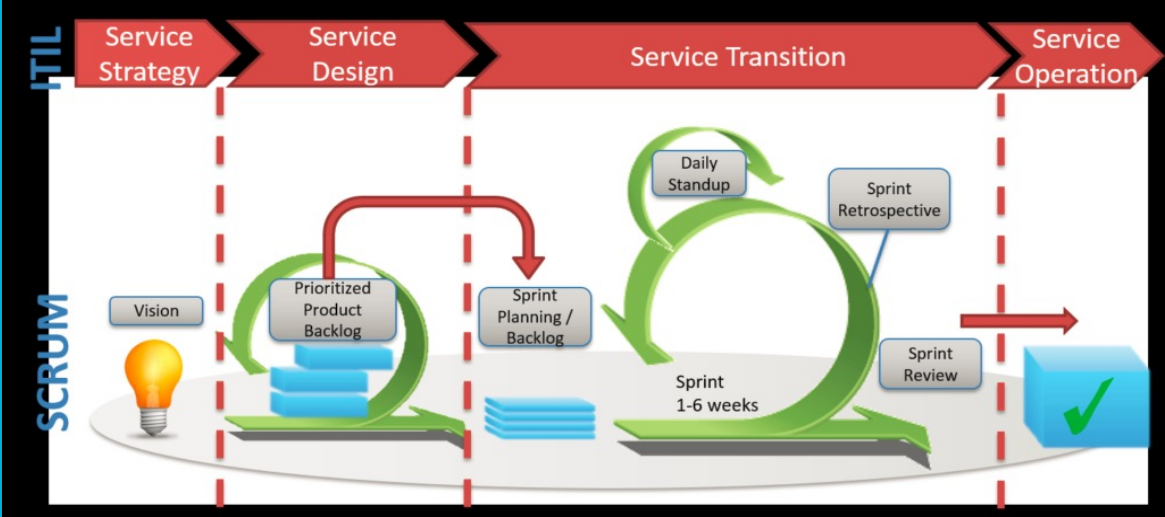 ITIL
Service
Strategy
Service
Design
Service Transition
Service
Operation
SCRUM
Vision
Prioritized
Product
Backlog
Sprint
Planning /
Backlog
Daily
Standup
Sprint
Retrospective
Sprint
1-6 weeks
Sprint
Review